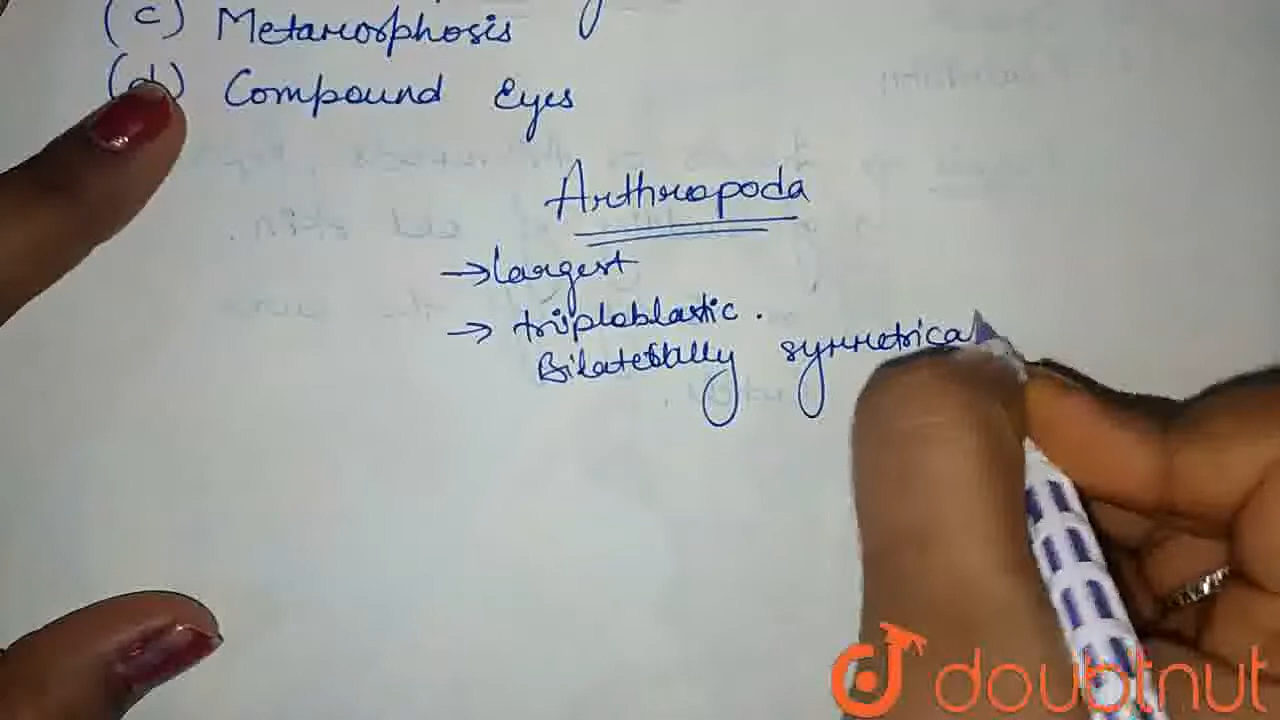 (c) Metamorphosis
(d) Compound Eyes
Arthropoda
→ largest
→ triploblastic.
Bilaterally symmetrical
doubtnut